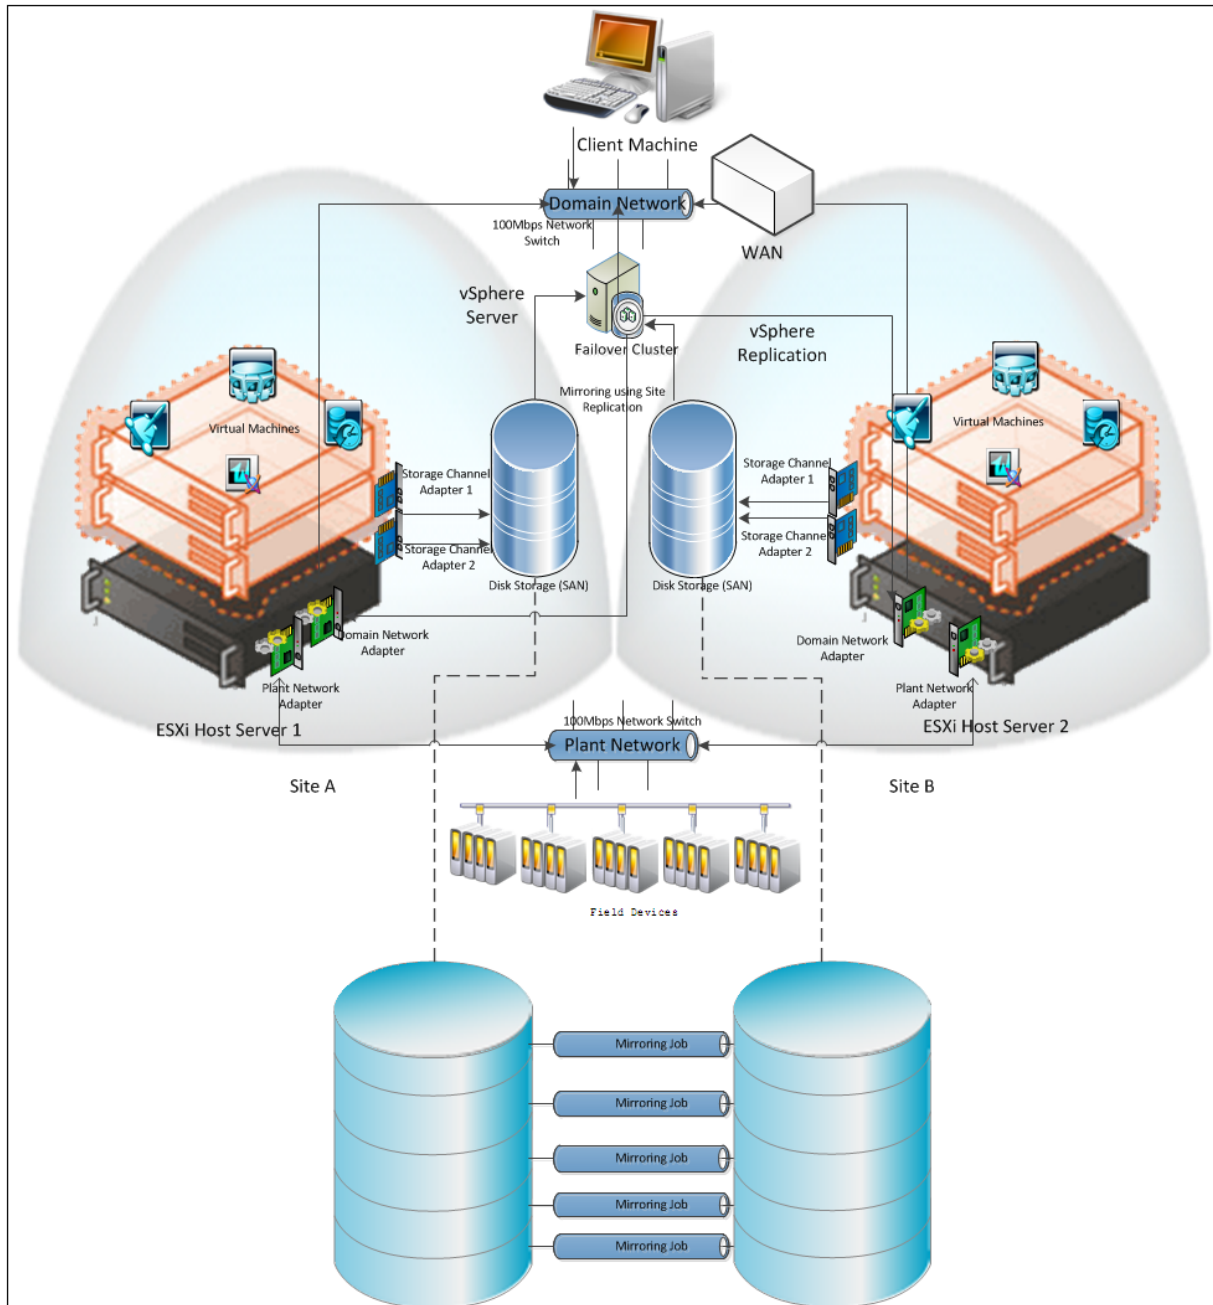 Client Machine
Domain Network
100Mbps Network
Switch
WAN
vSphere
Server
Failover Cluster
vSphere
Replication
Mirroring using Site
Replication
Virtual Machines
Virtual Machines
Storage Channel
Adapter 1
Storage Channel
Adapter 1
Storage Channel
Adapter 2
Storage Channel
Adapter 2
Disk Storage (SAN)
Disk Storage (SAN)
Domain Network
Adapter
Domain Network
Adapter
Plant Network
Adapter
Plant Network
Adapter
ESXi Host Server 1
ESXi Host Server 2
100Mbps Network Switch
Plant Network
Site A
Site B
Field Devices
Mirroring Job
Mirroring Job
Mirroring Job
Mirroring Job
Mirroring Job